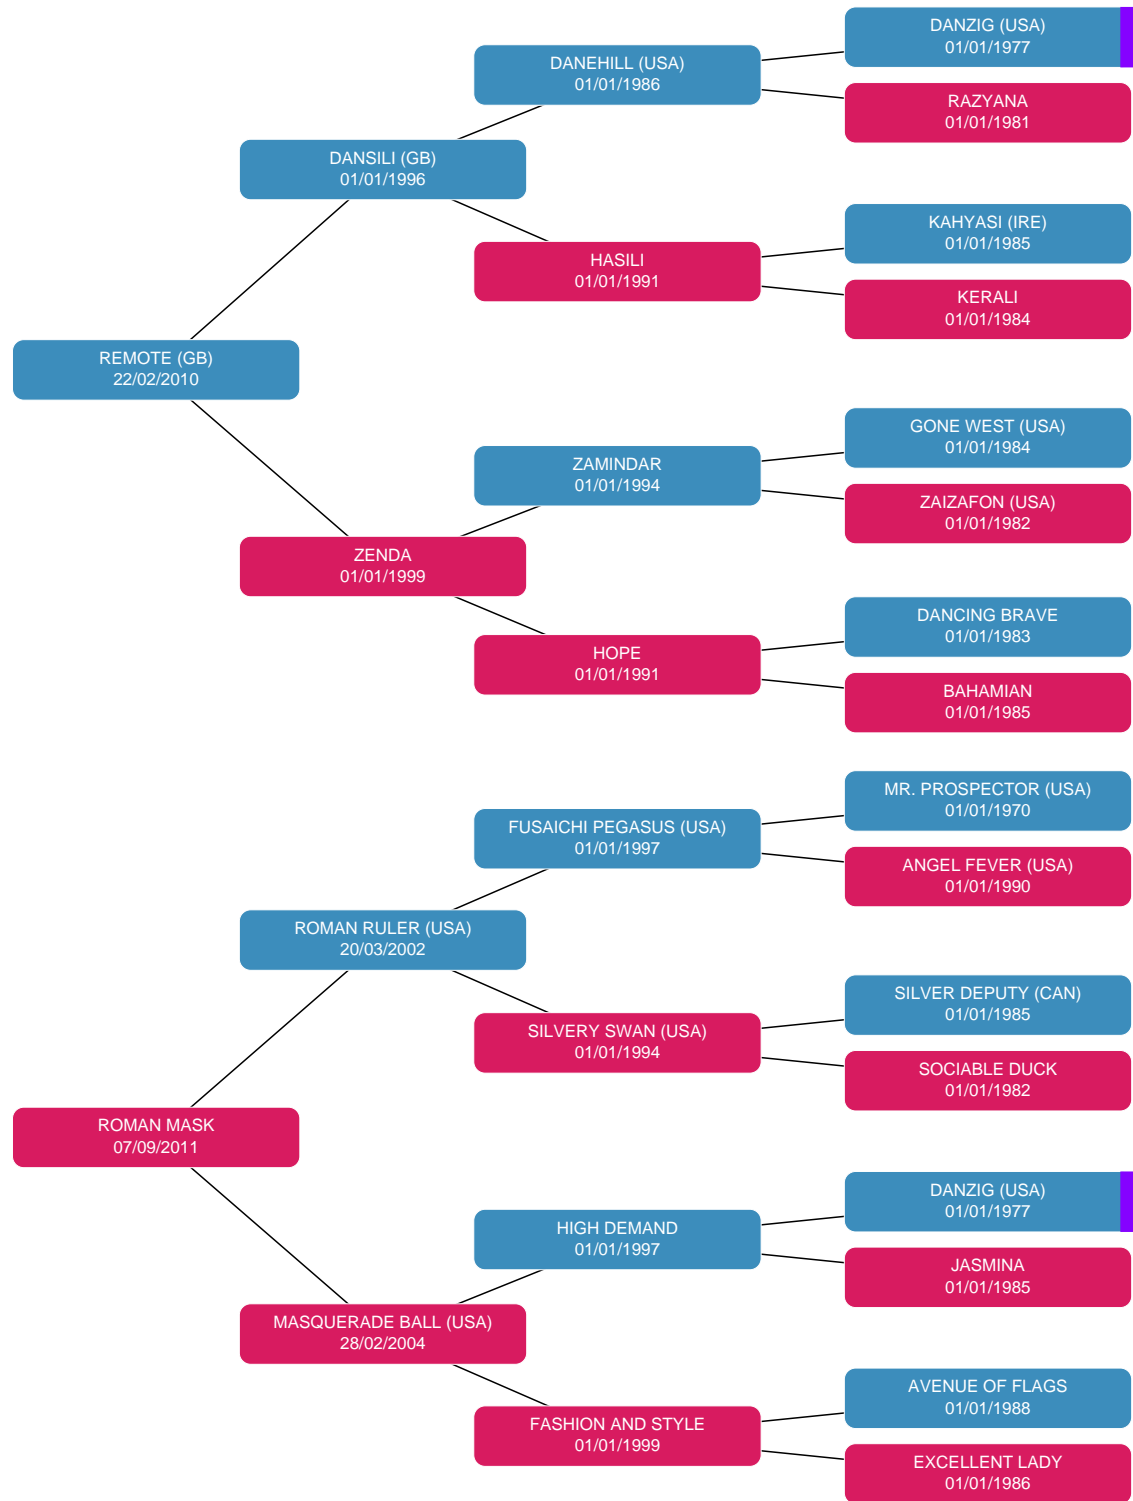 DANZIG (USA)
01/01/1977
DANEHILL (USA)
01/01/1986
RAZYANA
01/01/1981
DANSILI (GB)
01/01/1996
KAHYASI (IRE)
01/01/1985
HASILI
01/01/1991
KERALI
01/01/1984
REMOTE (GB)
22/02/2010
GONE WEST (USA)
01/01/1984
ZAMINDAR
01/01/1994
ZAIZAFON (USA)
01/01/1982
ZENDA
01/01/1999
DANCING BRAVE
01/01/1983
HOPE
01/01/1991
BAHAMIAN
01/01/1985
MR. PROSPECTOR (USA)
01/01/1970
FUSAICHI PEGASUS (USA)
01/01/1997
ANGEL FEVER (USA)
01/01/1990
ROMAN RULER (USA)
20/03/2002
SILVER DEPUTY (CAN)
01/01/1985
SILVERY SWAN (USA)
01/01/1994
SOCIABLE DUCK
01/01/1982
ROMAN MASK
07/09/2011
DANZIG (USA)
01/01/1977
HIGH DEMAND
01/01/1997
JASMINA
01/01/1985
MASQUERADE BALL (USA)
28/02/2004
AVENUE OF FLAGS
01/01/1988
FASHION AND STYLE
01/01/1999
EXCELLENT LADY
01/01/1986